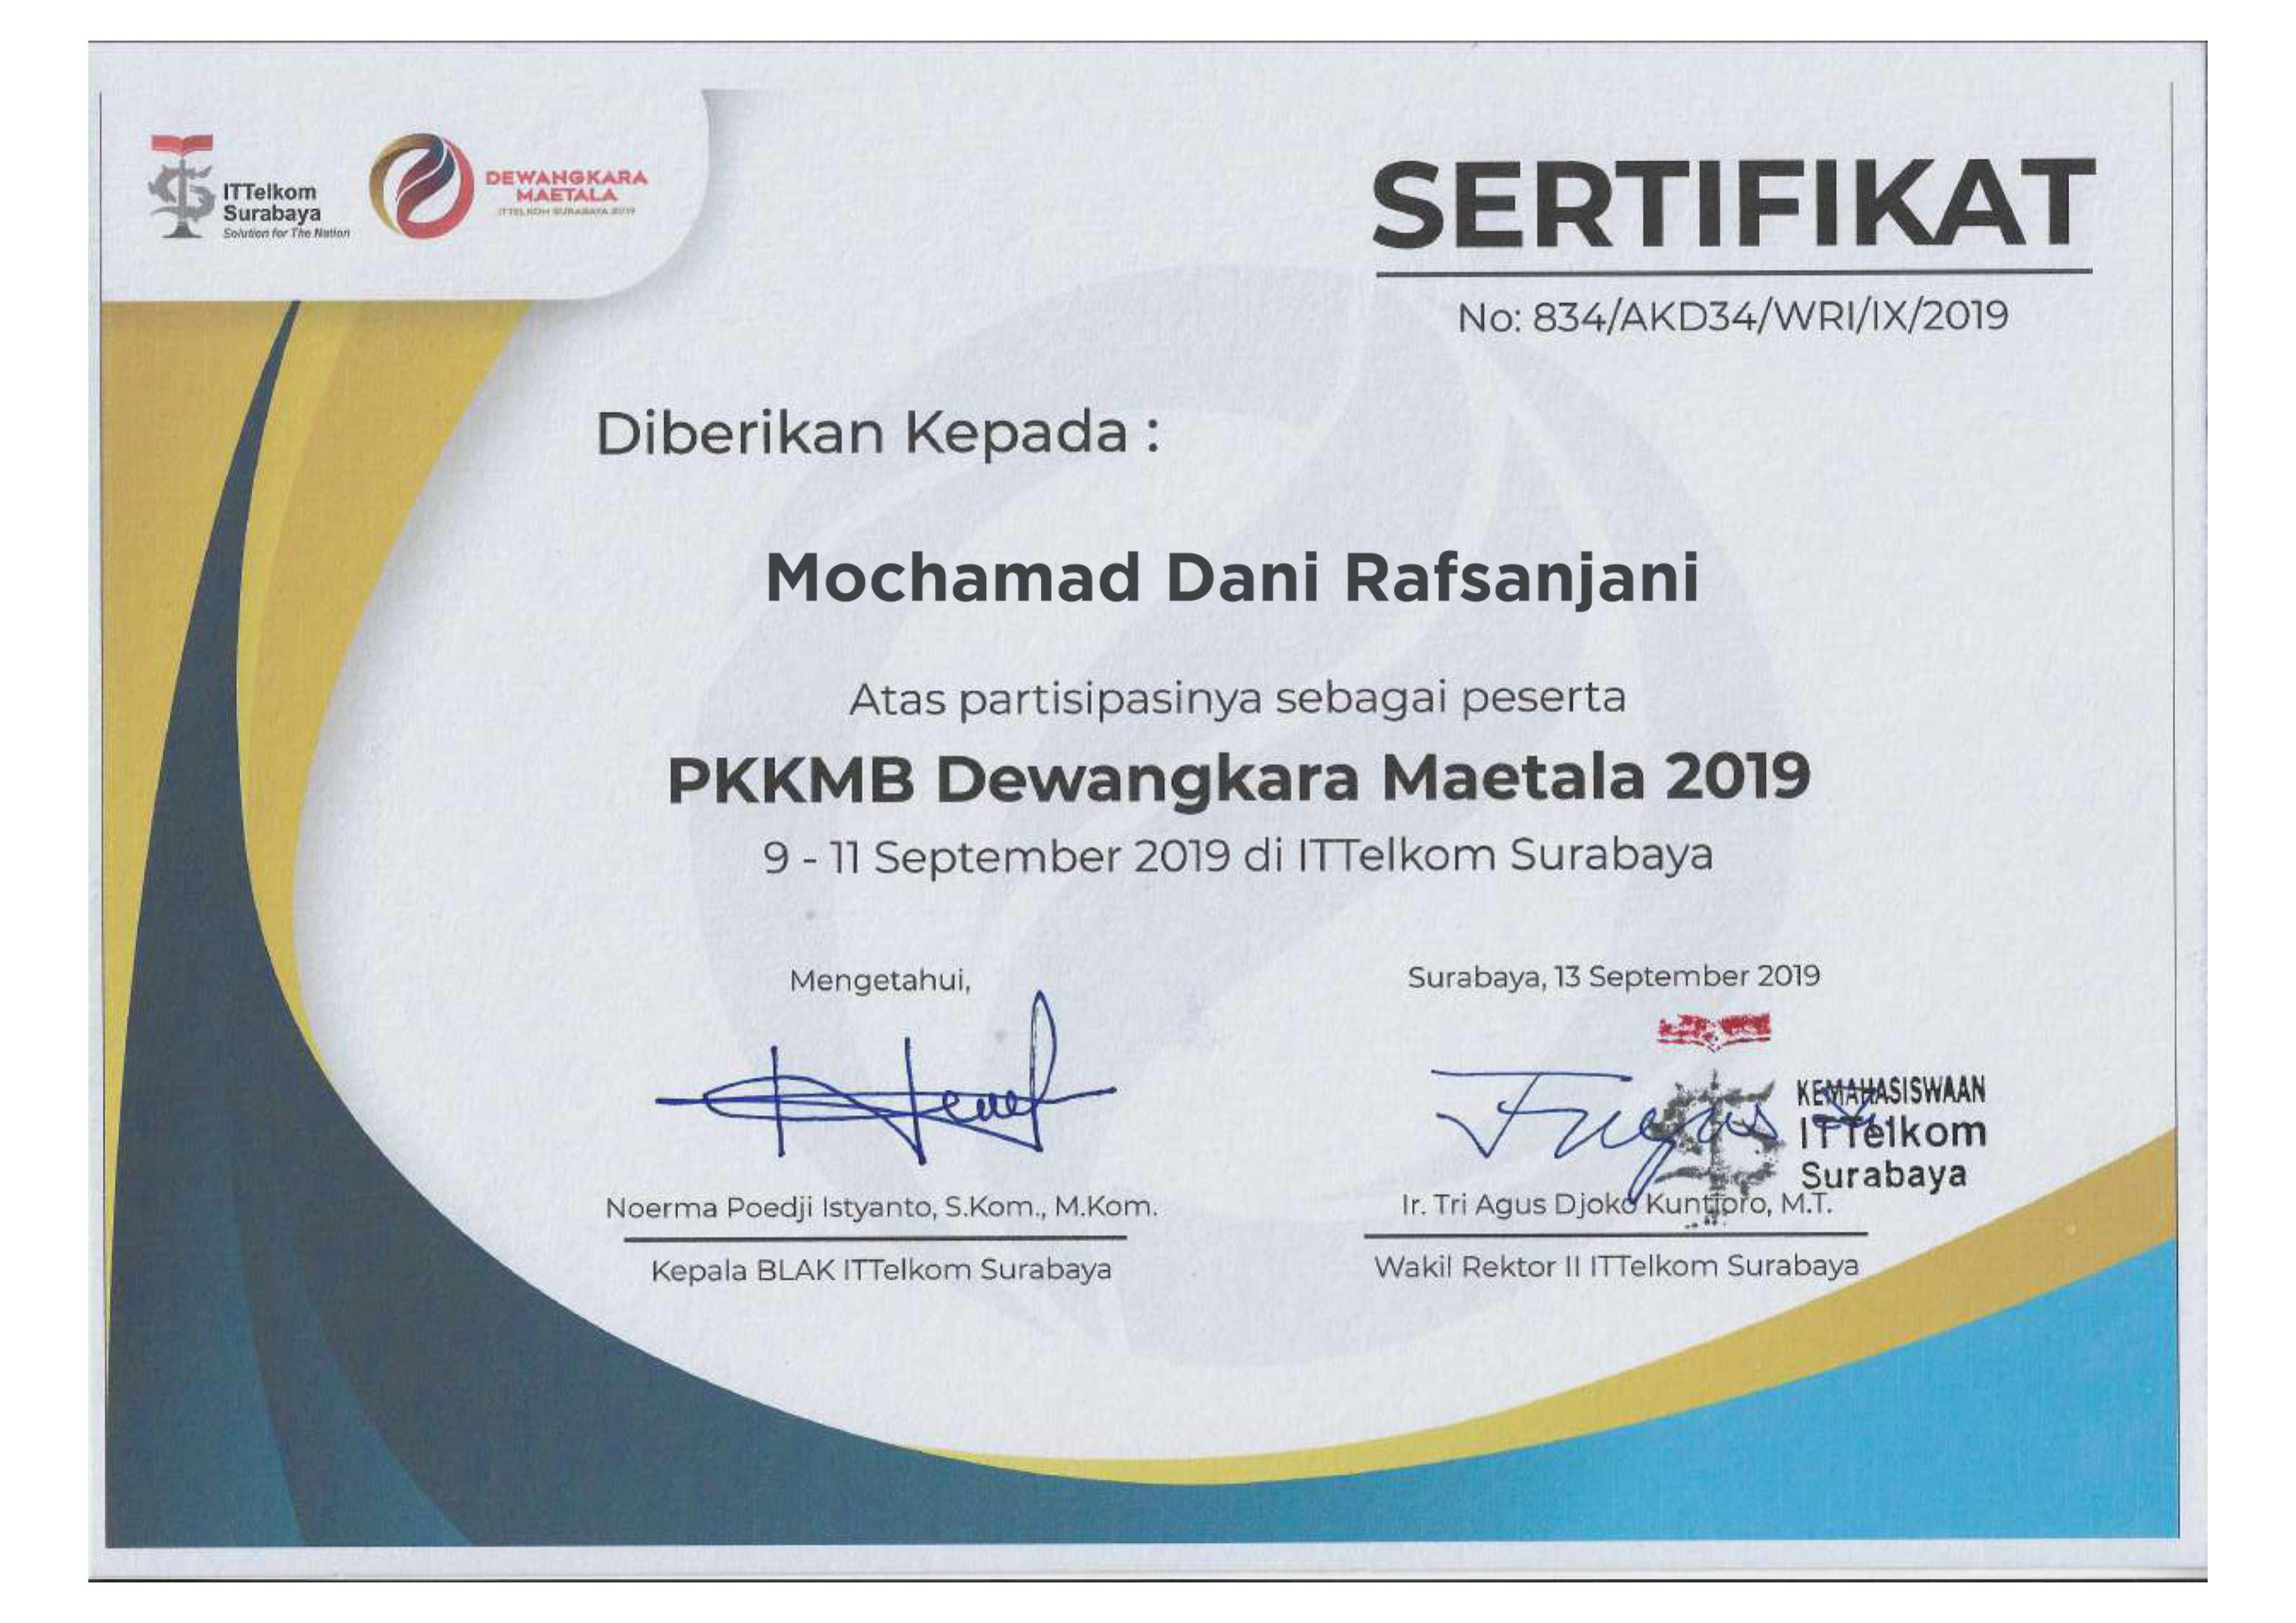 ITTelkom
Surabaya
Solution for The Nation
DEWANGKARA
MAETALA
ITTELKOM SURABAYA 2019
SERTIFIKAT
No: 834/AKD34/WRI/IX/2019
Diberikan Kepada :
Mochamad Dani Rafsanjani
Atas partisipasinya sebagai peserta
PKKMB Dewangkara Maetala 2019
9 - 11 September 2019 di ITTelkom Surabaya
Mengetahui,
Surabaya, 13 September 2019
KEMAHASISWAAN
ITTelkom
Surabaya
Noerma Poedji Istyanto, S.Kom., M.Kom.
Kepala BLAK ITTelkom Surabaya
Ir. Tri Agus Djoko Kuntjoro, M.T.
Wakil Rektor II ITTelkom Surabaya